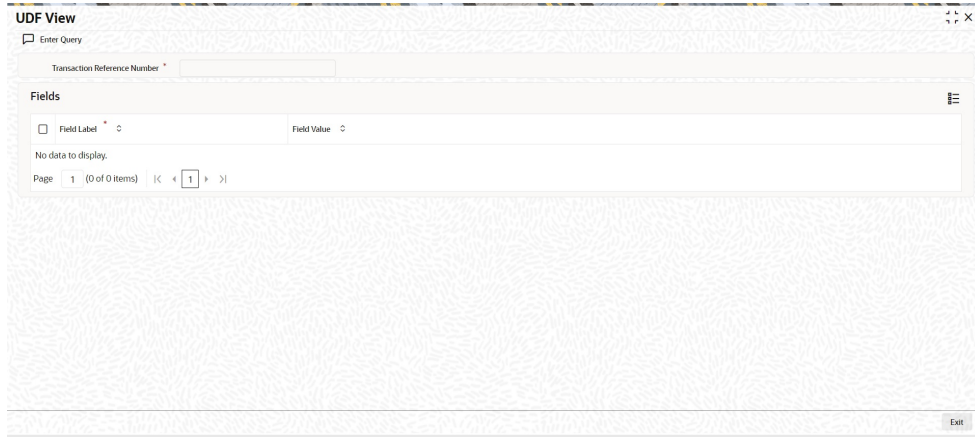 UDF View
Enter Query
Transaction Reference Number *
Fields
Field Label * Field Value
No data to display.
Page 1 (0 of 0 items) 1
Exit